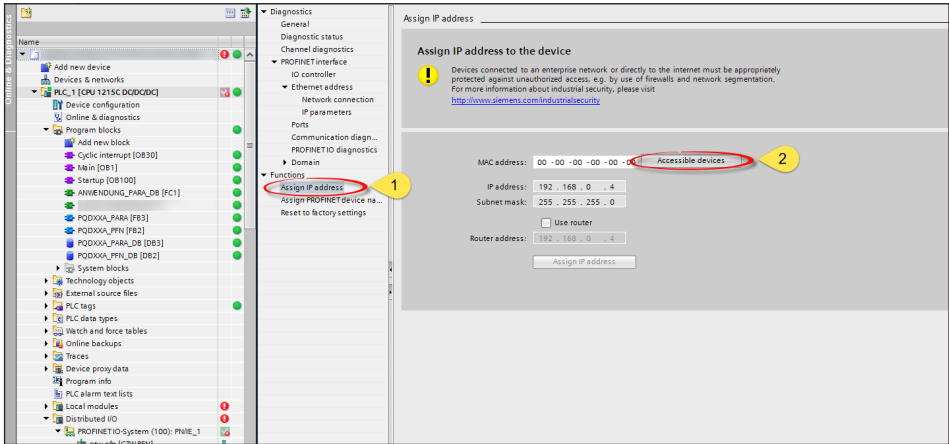 Online & Diagnostics
Name
Add new device
Devices & networks
PLC_1 [CPU 1215C DC/DC/DC]
Device configuration
Online & diagnostics
Program blocks
Add new block
Cyclic interrupt [OB30]
Main [OB1]
Startup [OB100]
ANWENDUNG_PARA_DB [FC1]
PQDXXA_PARA [FB3]
PQDXXA_PFN [FB2]
PQDXXA_PARA_DB [DB3]
PQDXXA_PFN_DB [DB2]
System blocks
Technology objects
External source files
PLC tags
PLC data types
Watch and force tables
Online backups
Traces
Device proxy data
Program info
PLC alarm text lists
Local modules
Distributed I/O
PROFINET IO-System (100): PN/IE_1
Diagnostics
General
Diagnostic status
Channel diagnostics
PROFINET interface
IO controller
Ethernet address
Network connection
IP parameters
Ports
Communication diagn...
PROFINET IO diagnostics
Domain
Functions
Assign IP address
1
Assign PROFINET device na...
Reset to factory settings
Assign IP address
Assign IP address to the device
Devices connected to an enterprise network or directly to the internet must be appropriately
protected against unauthorized access, e.g. by use of firewalls and network segmentation.
For more information about industrial security, please visit
http://www.siemens.com/industrialsecurity
MAC address: 00 -00 -00 -00 -00 -00 Accessible devices
2
IP address: 192 . 168 . 0 . 4
Subnet mask: 255 . 255 . 255 . 0
Use router
Router address: 192 . 168 . 0 . 4
Assign IP address